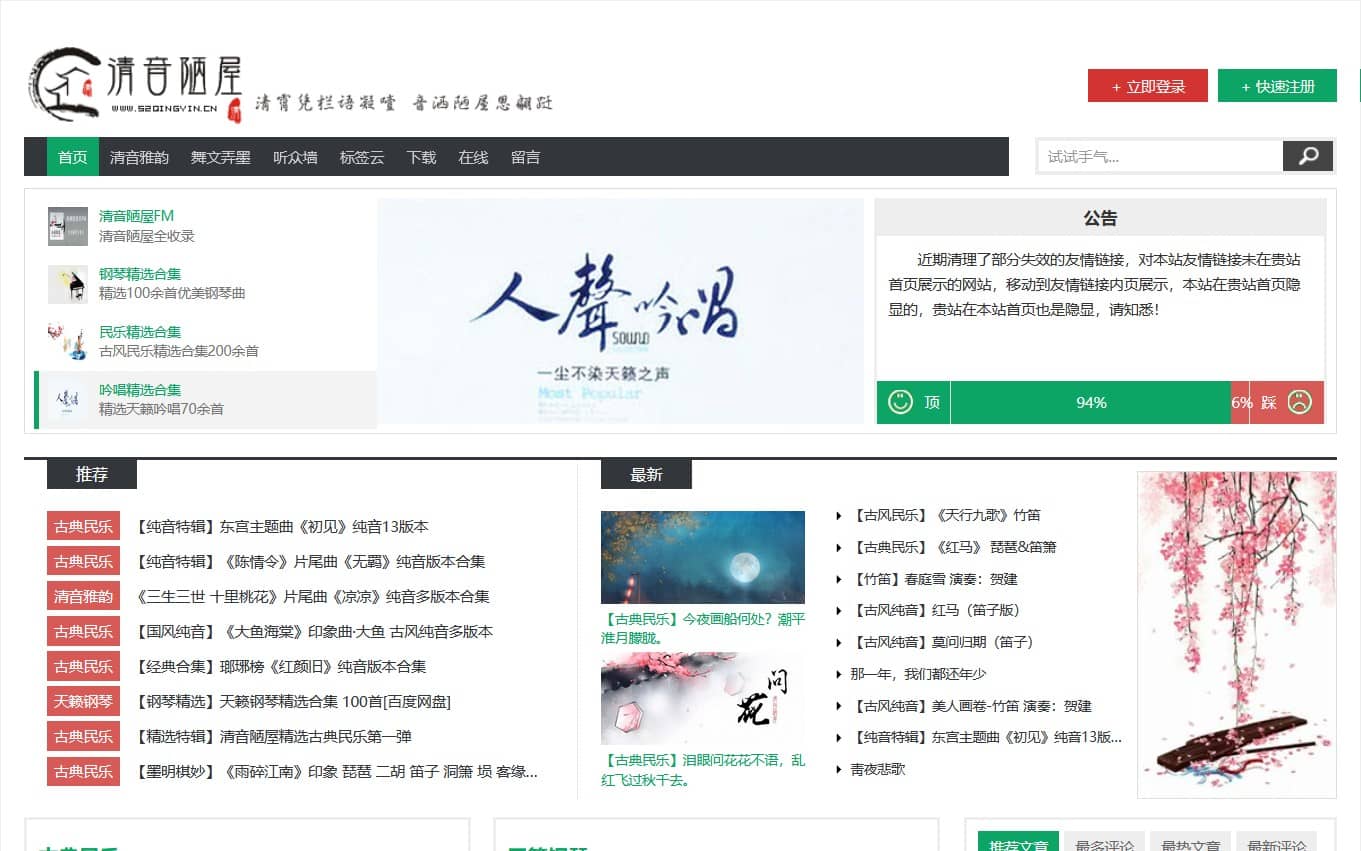 清音陋屋
WWW.52QINGYIN.CN
清霄凭栏语凝噎 音洒陋屋思翩跹
+ 立即登录
+ 快速注册
首页 清音雅韵 舞文弄墨 听众墙 标签云 下载 在线 留言
试试手气...
清音陋屋FM
清音陋屋全收录
钢琴精选合集
精选100余首优美钢琴曲
民乐精选合集
古风民乐精选合集200余首
吟唱精选合集
精选天籁吟唱70余首
人聲吟唱
SOUND
一尘不染天籁之声
Most Popular
公告
近期清理了部分失效的友情链接，对本站友情链接未在贵站
首页展示的网站，移动到友情链接内页展示，本站在贵站首页隐
显的，贵站在本站首页也是隐显，请知悉！
顶 94% 6% 踩
推荐
古典民乐 【纯音特辑】东宫主题曲《初见》纯音13版本
古典民乐 【纯音特辑】《陈情令》片尾曲《无羁》纯音版本合集
清音雅韵 《三生三世 十里桃花》片尾曲《凉凉》纯音多版本合集
古典民乐 【国风纯音】《大鱼海棠》印象曲·大鱼 古风纯音多版本
古典民乐 【经典合集】琊琊榜《红颜旧》纯音版本合集
天籁钢琴 【钢琴精选】天籁钢琴精选合集 100首[百度网盘]
古典民乐 【精选特辑】清音陋屋精选古典民乐第一弹
古典民乐 【墨明棋妙】《雨碎江南》印象 琵琶 二胡 笛子 洞箫 埙 客缘...
最新
【古典民乐】今夜画船何处？潮平
淮月朦胧。
问花
【古典民乐】泪眼问花花不语，乱
红飞过秋千去。
【古风民乐】《天行九歌》竹笛
【古典民乐】《红马》 琵琶&笛箫
【竹笛】春庭雪 演奏：贺建
【古风纯音】红马（笛子版）
【古风纯音】莫问归期（笛子）
那一年，我们都还年少
【古风纯音】美人画卷-竹笛 演奏：贺建
【纯音特辑】东宫主题曲《初见》纯音13版...
青夜悲歌
古典民乐
推荐文章 最多评论 最热文章 最新评论